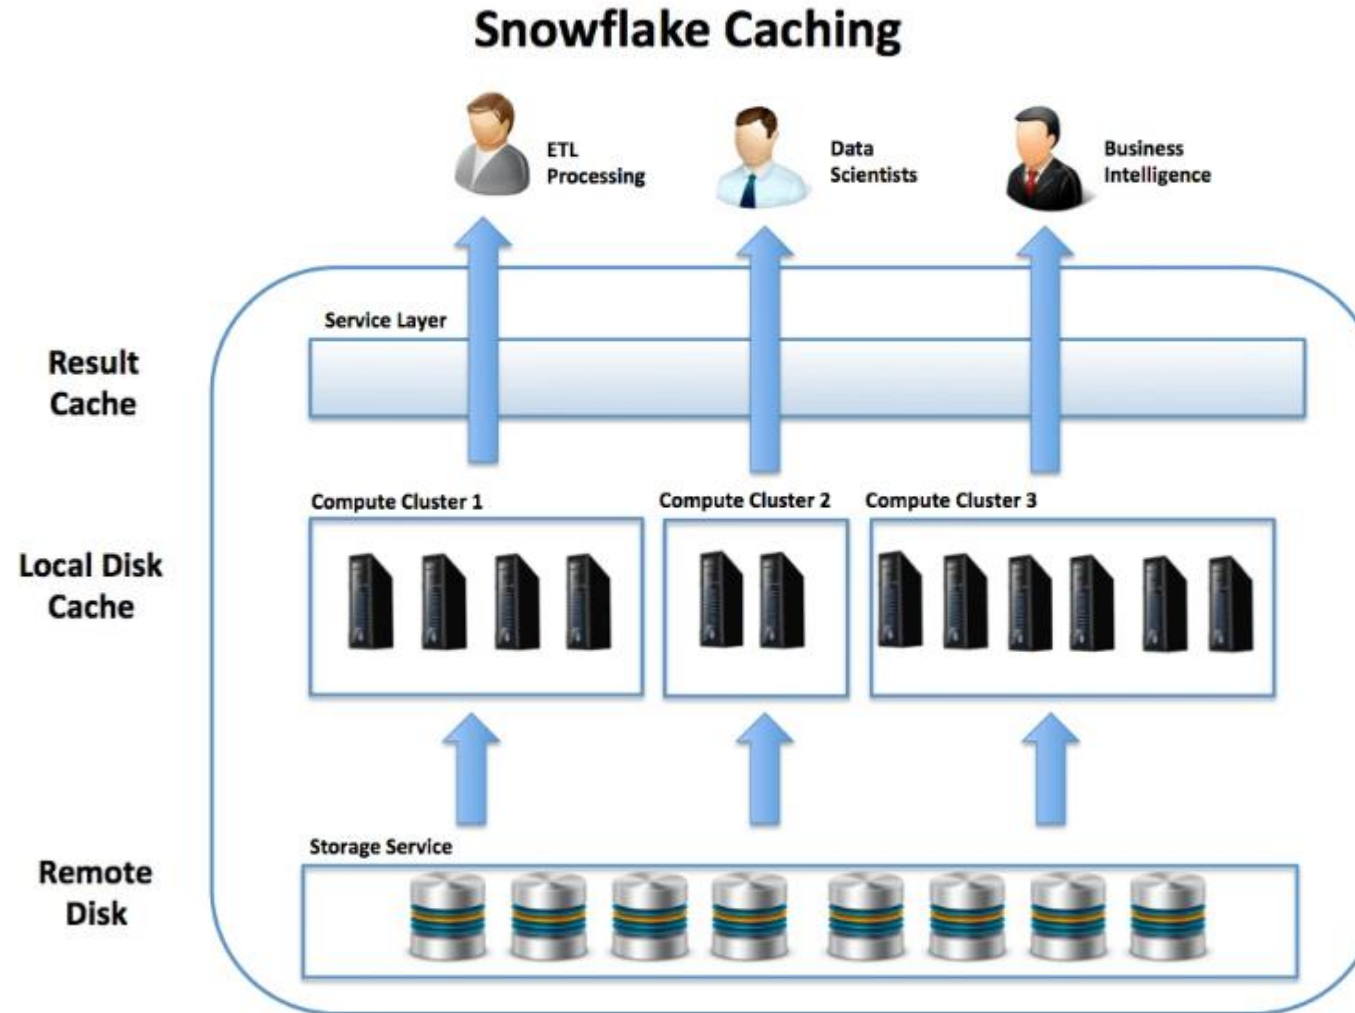 Snowflake Caching
ETL
Processing
Data
Scientists
Business
Intelligence
Service Layer
Result
Cache
Compute Cluster 1
Compute Cluster 2
Compute Cluster 3
Local Disk
Cache
Storage Service
Remote
Disk